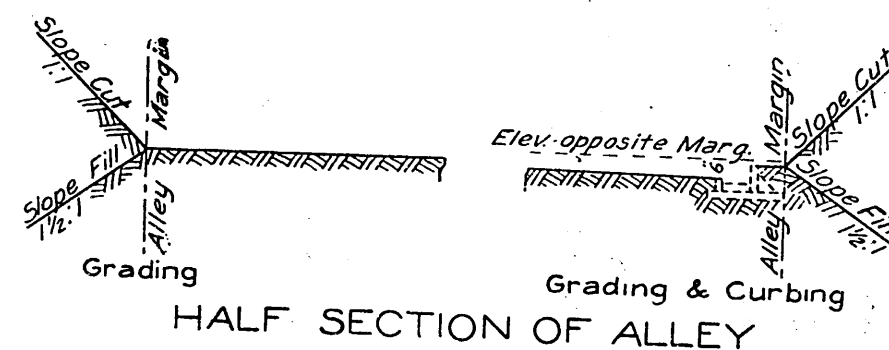 Slope Cut
1:1
Alley Margin
Slope Fill
1½:1
Grading
Elev. opposite Marg.
6"
Alley Margin
Slope Cut
1:1
Slope Fill
1½:1
Grading & Curbing
HALF SECTION OF ALLEY